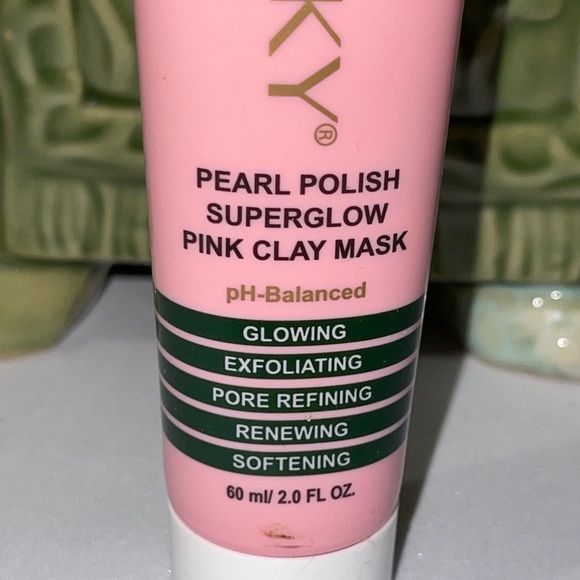 KY®
PEARL POLISH
SUPERGLOW
PINK CLAY MASK
pH-Balanced
GLOWING
EXFOLIATING
PORE REFINING
RENEWING
SOFTENING
60 ml/ 2.0 FL OZ.